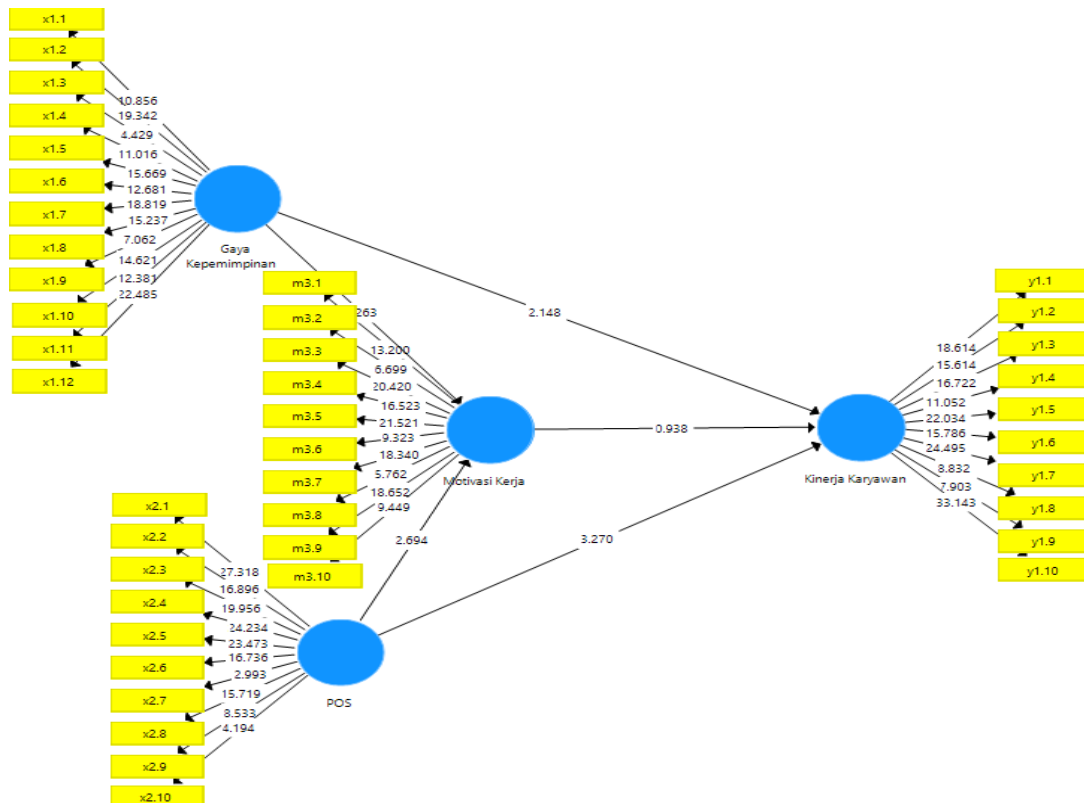 x1.1
x1.2
x1.3
x1.4
x1.5
x1.6
x1.7
x1.8
x1.9
x1.10
x1.11
x1.12
10.856
19.342
4.429
11.016
15.669
12.681
18.819
15.237
7.062
14.621
12.381
22.485
Gaya
Kepemimpinan
m3.1
m3.2
m3.3
m3.4
m3.5
m3.6
m3.7
m3.8
m3.9
m3.10
263
13.200
6.699
20.420
16.523
21.521
9.323
18.340
5.762
18.652
9.449
Motivasi Kerja
2.148
0.938
2.694
3.270
x2.1
x2.2
x2.3
x2.4
x2.5
x2.6
x2.7
x2.8
x2.9
x2.10
27.318
16.896
19.956
24.234
23.473
16.736
2.993
15.719
8.533
4.194
POS
y1.1
y1.2
y1.3
y1.4
y1.5
y1.6
y1.7
y1.8
y1.9
y1.10
18.614
15.614
16.722
11.052
22.034
15.786
24.495
8.832
7.903
33.143
Kinerja Karyawan